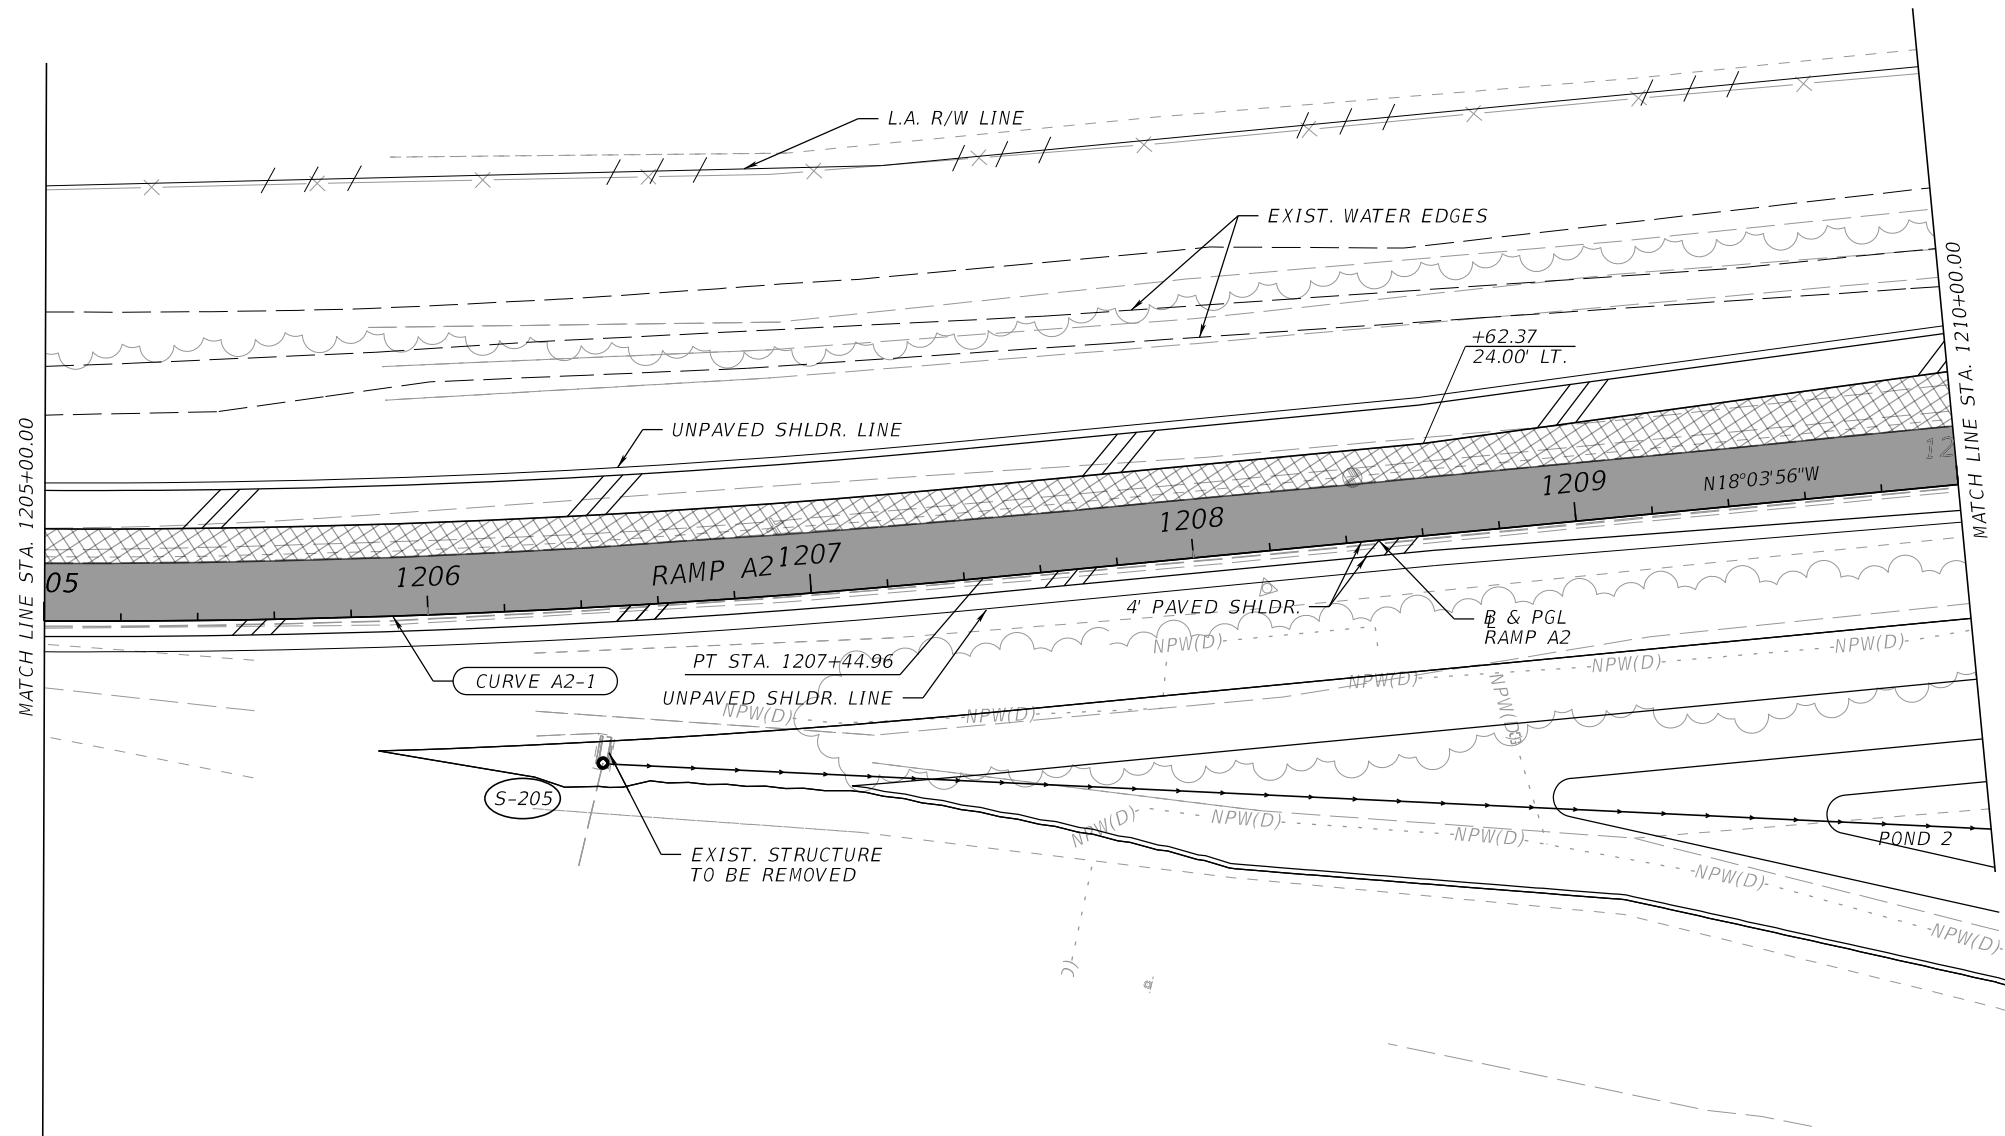 L.A. R/W LINE
EXIST. WATER EDGES
+62.37
24.00' LT.
UNPAVED SHLDR. LINE
MATCH LINE STA. 1205+00.00
MATCH LINE STA. 1210+00.00
05
1206
RAMP A2
1207
1208
1209
N18°03'56"W
12
4' PAVED SHLDR.
B & PGL
RAMP A2
PT STA. 1207+44.96
CURVE A2-1
UNPAVED SHLDR. LINE
NPW(D)
NPW(D)
NPW(D)
NPW(D)
NPW(D)
NPW(D)
NPW(D)
S-205
EXIST. STRUCTURE
TO BE REMOVED
NPW(D)
NPW(D)
NPW(D)
NPW(D)
NPW(D)
POND 2
D)